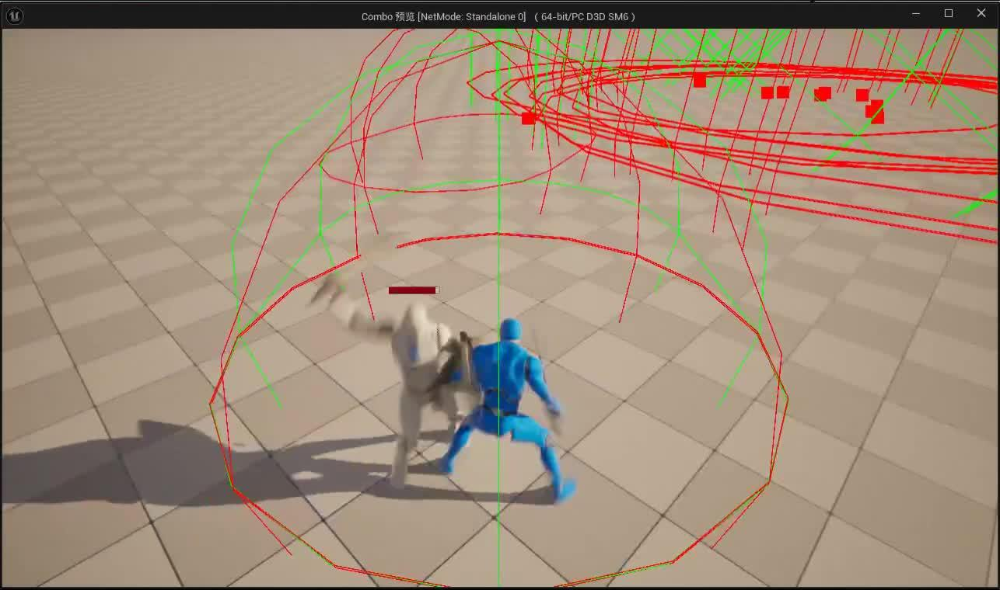 Combo 预览 [NetMode: Standalone 0] ( 64-bit/PC D3D SM6 )